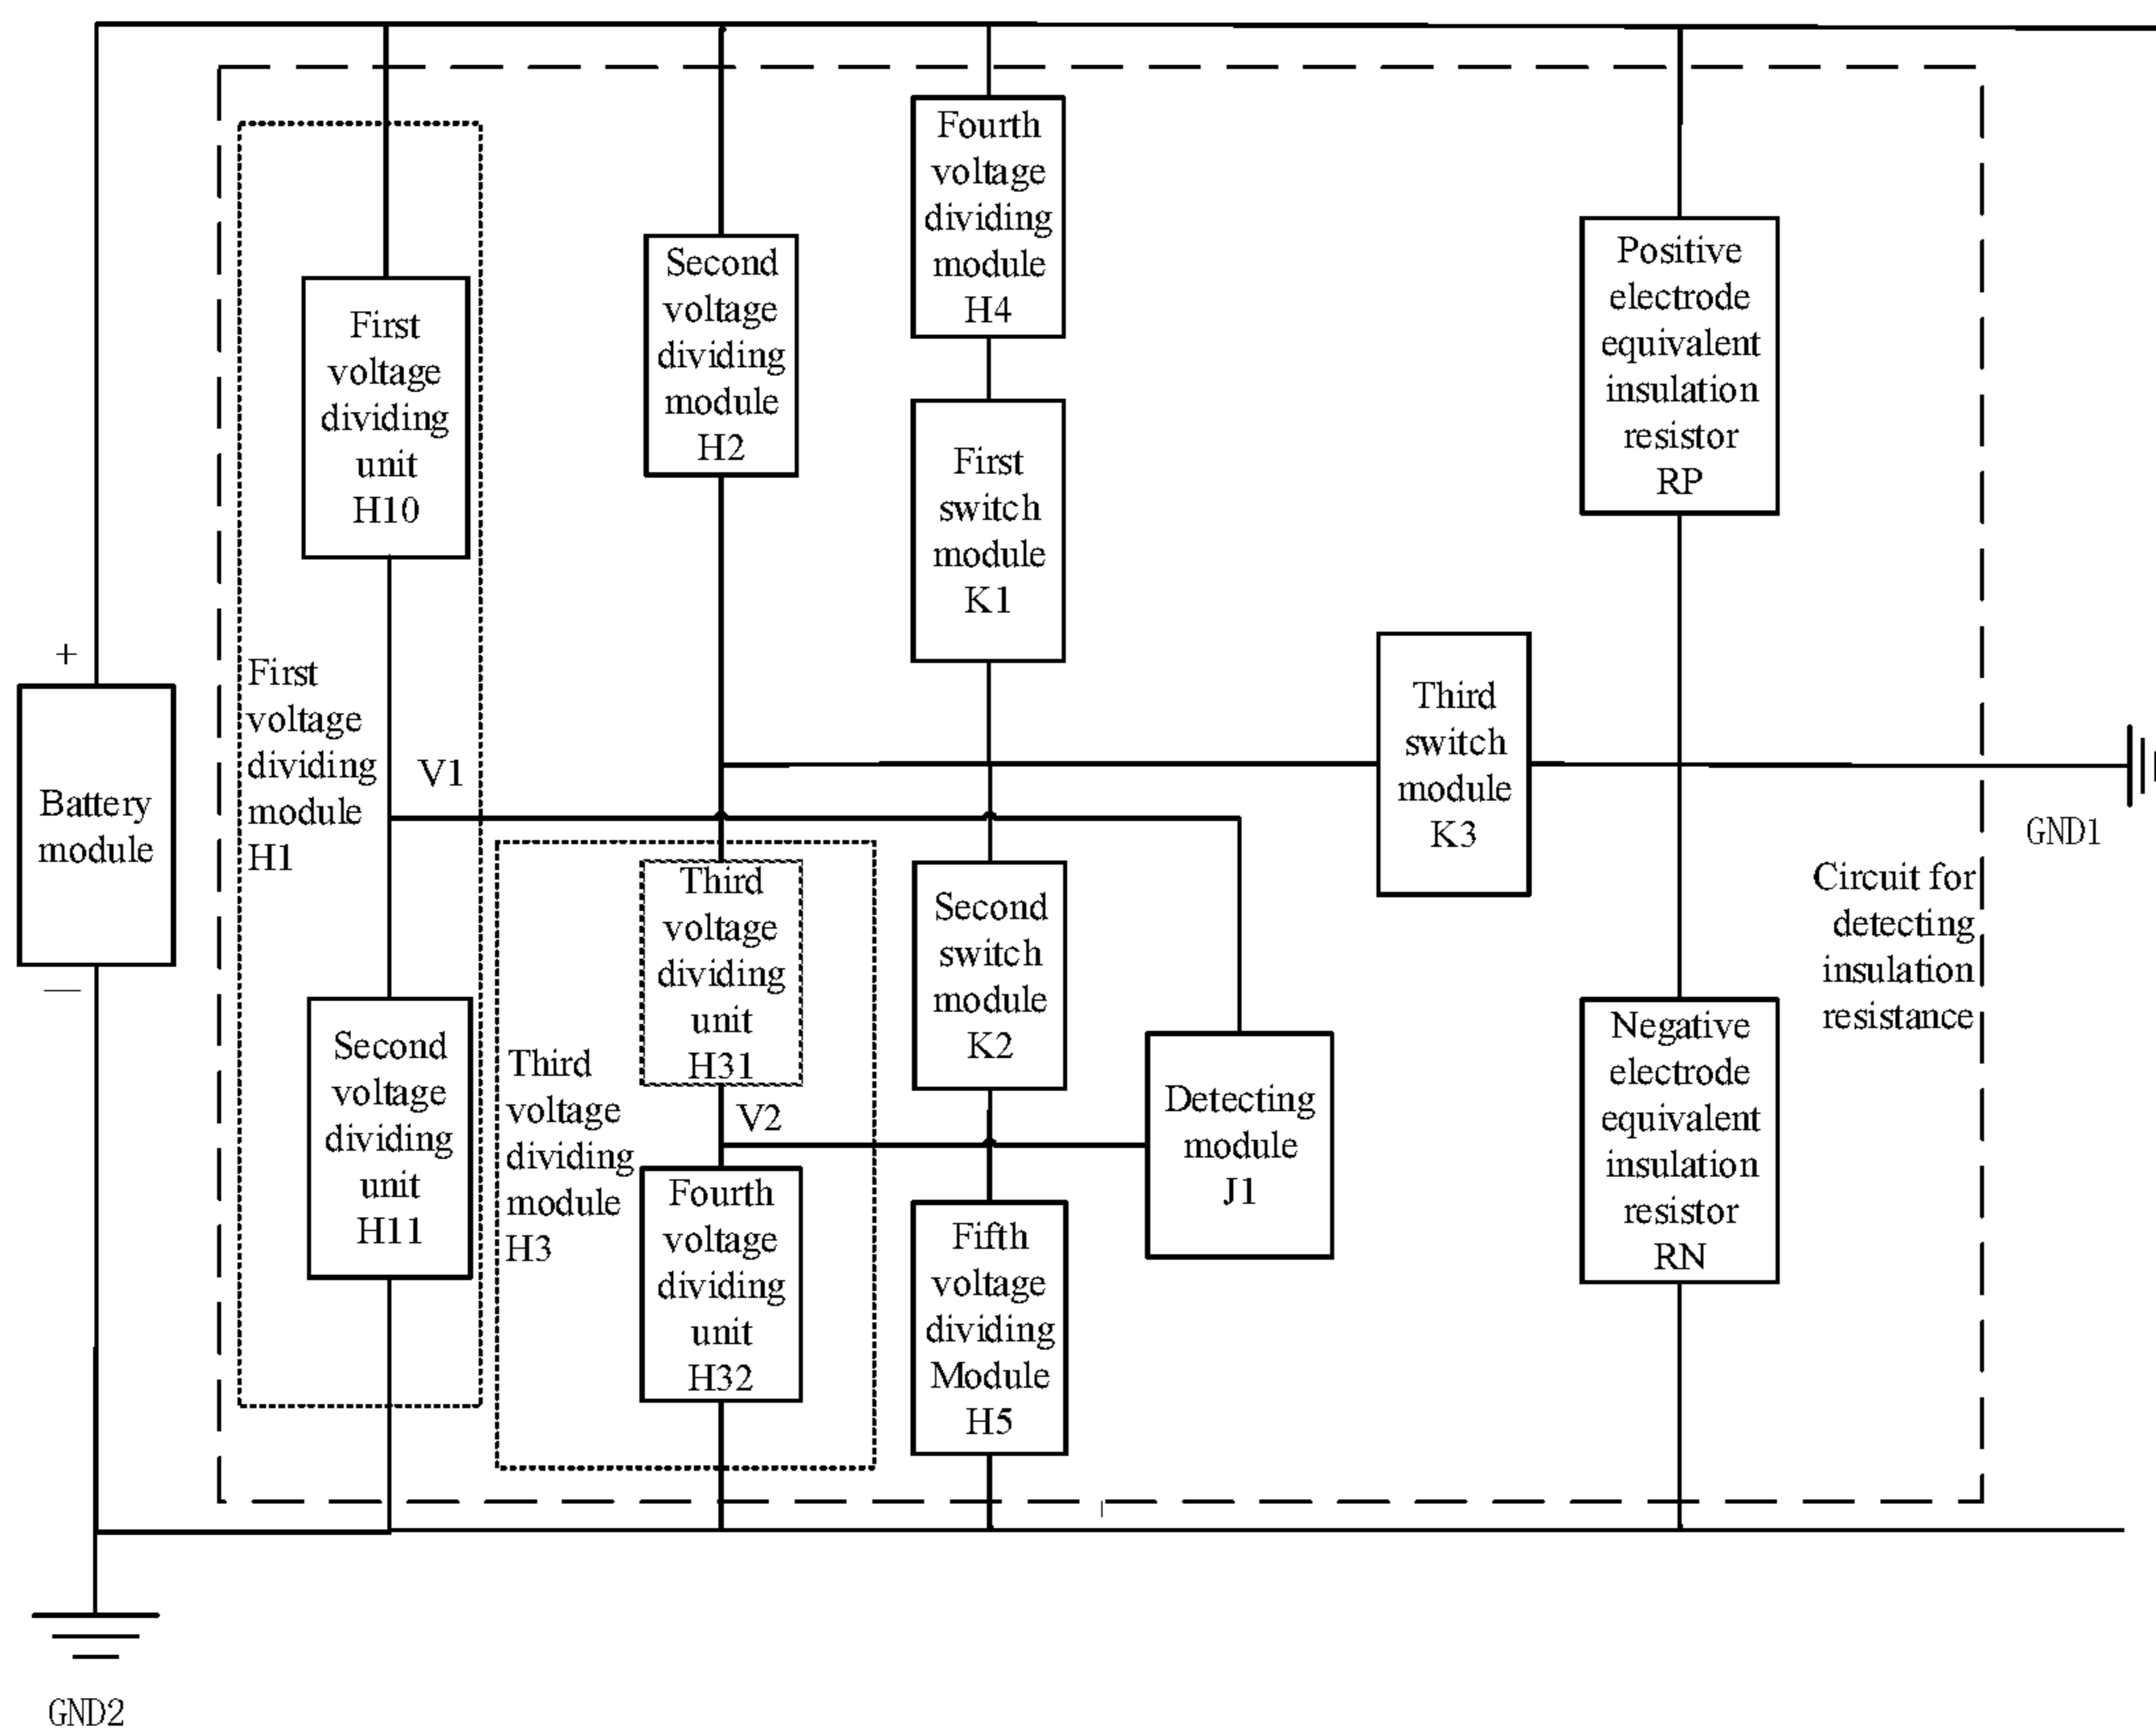 Fourth
voltage
dividing
module
H4
Second
voltage
dividing
module
H2
Positive
electrode
equivalent
insulation
resistor
RP
First
voltage
dividing
unit
H10
First
switch
module
K1
+
Battery
module
—
First
voltage
dividing
module
H1
V1
Third
switch
module
K3
GND1
Circuit for
detecting
insulation
resistance
Third
voltage
dividing
unit
H31
Second
switch
module
K2
Second
voltage
dividing
unit
H11
Third
voltage
dividing
module
H3
V2
Detecting
module
J1
Negative
electrode
equivalent
insulation
resistor
RN
Fourth
voltage
dividing
unit
H32
Fifth
voltage
dividing
Module
H5
GND2